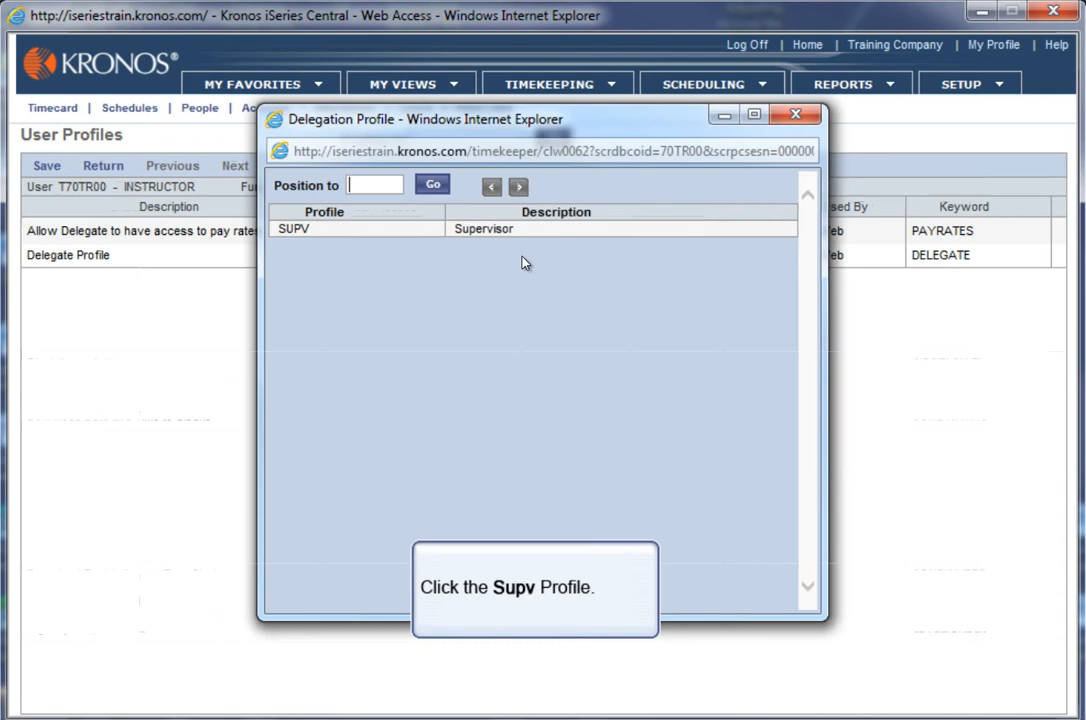 http://iseriestrain.kronos.com/ - Kronos iSeries Central - Web Access - Windows Internet Explorer
KRONOS®
Log Off | Home | Training Company | My Profile | Help
MY FAVORITES MY VIEWS TIMEKEEPING SCHEDULING REPORTS SETUP
Timecard | Schedules | People |
User Profiles
Save Return Previous Next
User T70TR00 - INSTRUCTOR
Description Keyword
Allow Delegate to have access to pay rates PAYRATES
Delegate Profile DELEGATE
Delegation Profile - Windows Internet Explorer
http://iseriestrain.kronos.com/timekeeper/clw0062?scrdbcoid=70TR00&scrpcsesn=000000
Position to Go < >
Profile Description
SUPV Supervisor
Click the Supv Profile.